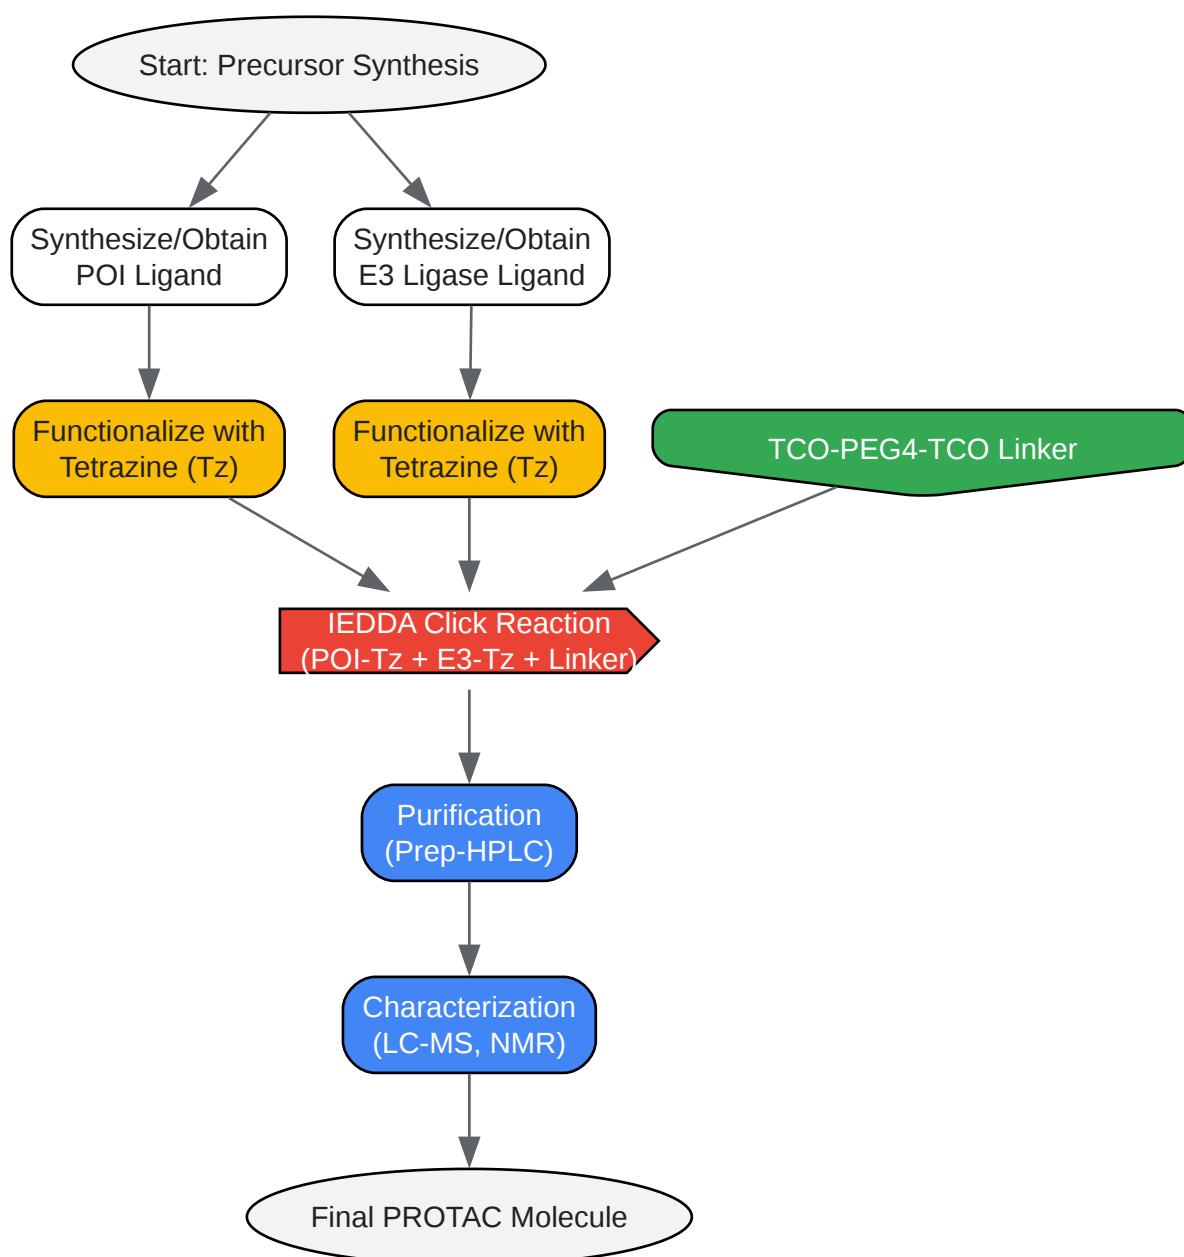 Start: Precursor Synthesis
Synthesize/Obtain
POI Ligand
Synthesize/Obtain
E3 Ligase Ligand
Functionalize with
Tetrazine (Tz)
Functionalize with
Tetrazine (Tz)
TCO-PEG4-TCO Linker
IEDDA Click Reaction
(POI-Tz + E3-Tz + Linker)
Purification
(Prep-HPLC)
Characterization
(LC-MS, NMR)
Final PROTAC Molecule